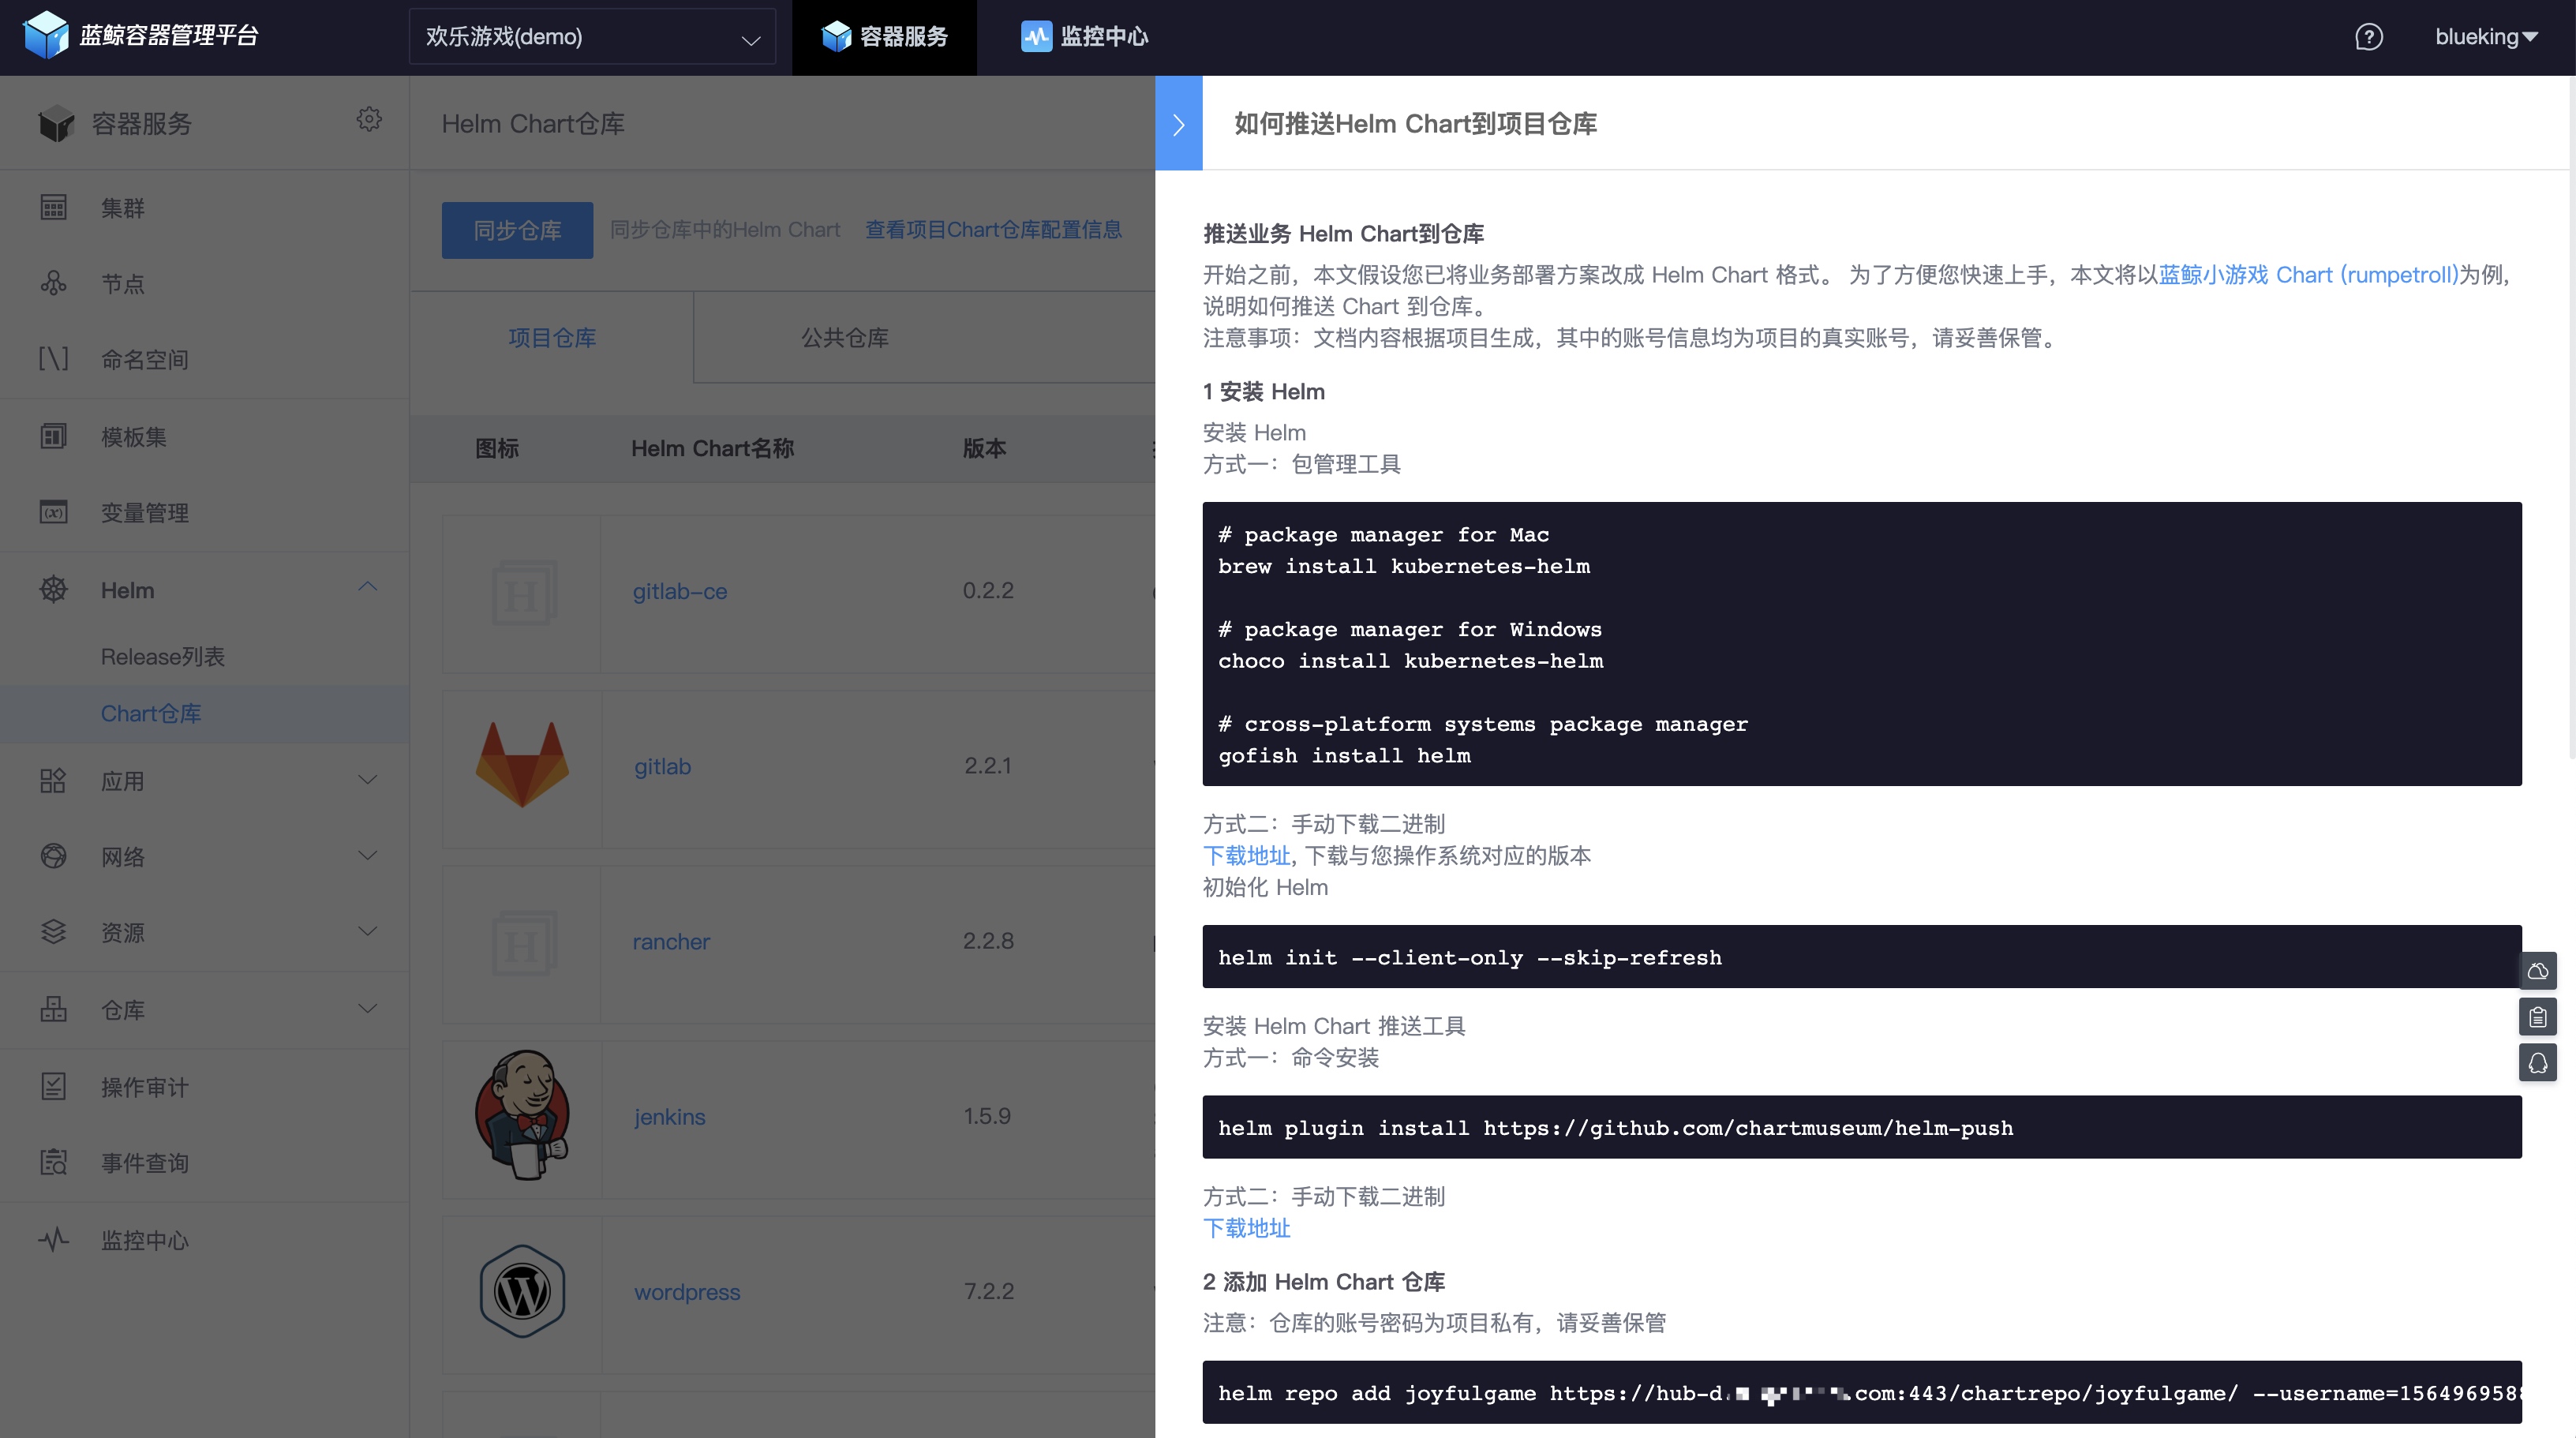 蓝鲸容器管理平台
欢乐游戏(demo)
容器服务
监控中心
blueking
容器服务
集群
节点
[\] 命名空间
模板集
变量管理
Helm
Release列表
Chart仓库
应用
网络
资源
仓库
操作审计
事件查询
监控中心
Helm Chart仓库
同步仓库 同步仓库中的Helm Chart 查看项目Chart仓库配置信息
项目仓库 公共仓库
图标 Helm Chart名称 版本
gitlab-ce 0.2.2
gitlab 2.2.1
rancher 2.2.8
jenkins 1.5.9
wordpress 7.2.2
如何推送Helm Chart到项目仓库
推送业务 Helm Chart到仓库
开始之前，本文假设您已将业务部署方案改成 Helm Chart 格式。 为了方便您快速上手，本文将以蓝鲸小游戏 Chart (rumpetroll)为例,
说明如何推送 Chart 到仓库。
注意事项：文档内容根据项目生成，其中的账号信息均为项目的真实账号，请妥善保管。
1 安装 Helm
安装 Helm
方式一：包管理工具
# package manager for Mac
brew install kubernetes-helm
# package manager for Windows
choco install kubernetes-helm
# cross-platform systems package manager
gofish install helm
方式二：手动下载二进制
下载地址, 下载与您操作系统对应的版本
初始化 Helm
helm init --client-only --skip-refresh
安装 Helm Chart 推送工具
方式一：命令安装
helm plugin install https://github.com/chartmuseum/helm-push
方式二：手动下载二进制
下载地址
2 添加 Helm Chart 仓库
注意：仓库的账号密码为项目私有，请妥善保管
helm repo add joyfulgame https://hub-d. .com:443/chartrepo/joyfulgame/ --username=156496958